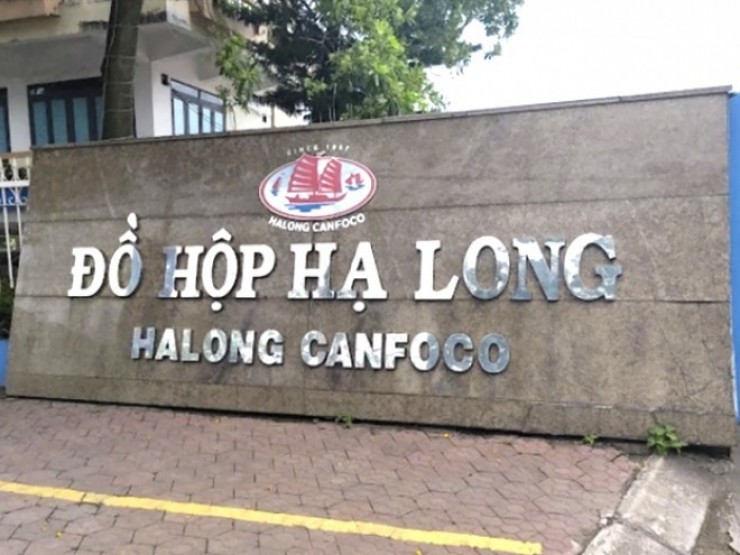 SINCE 1957
HALONG CANFOCO
ĐỒ HỘP HẠ LONG
HALONG CANFOCO